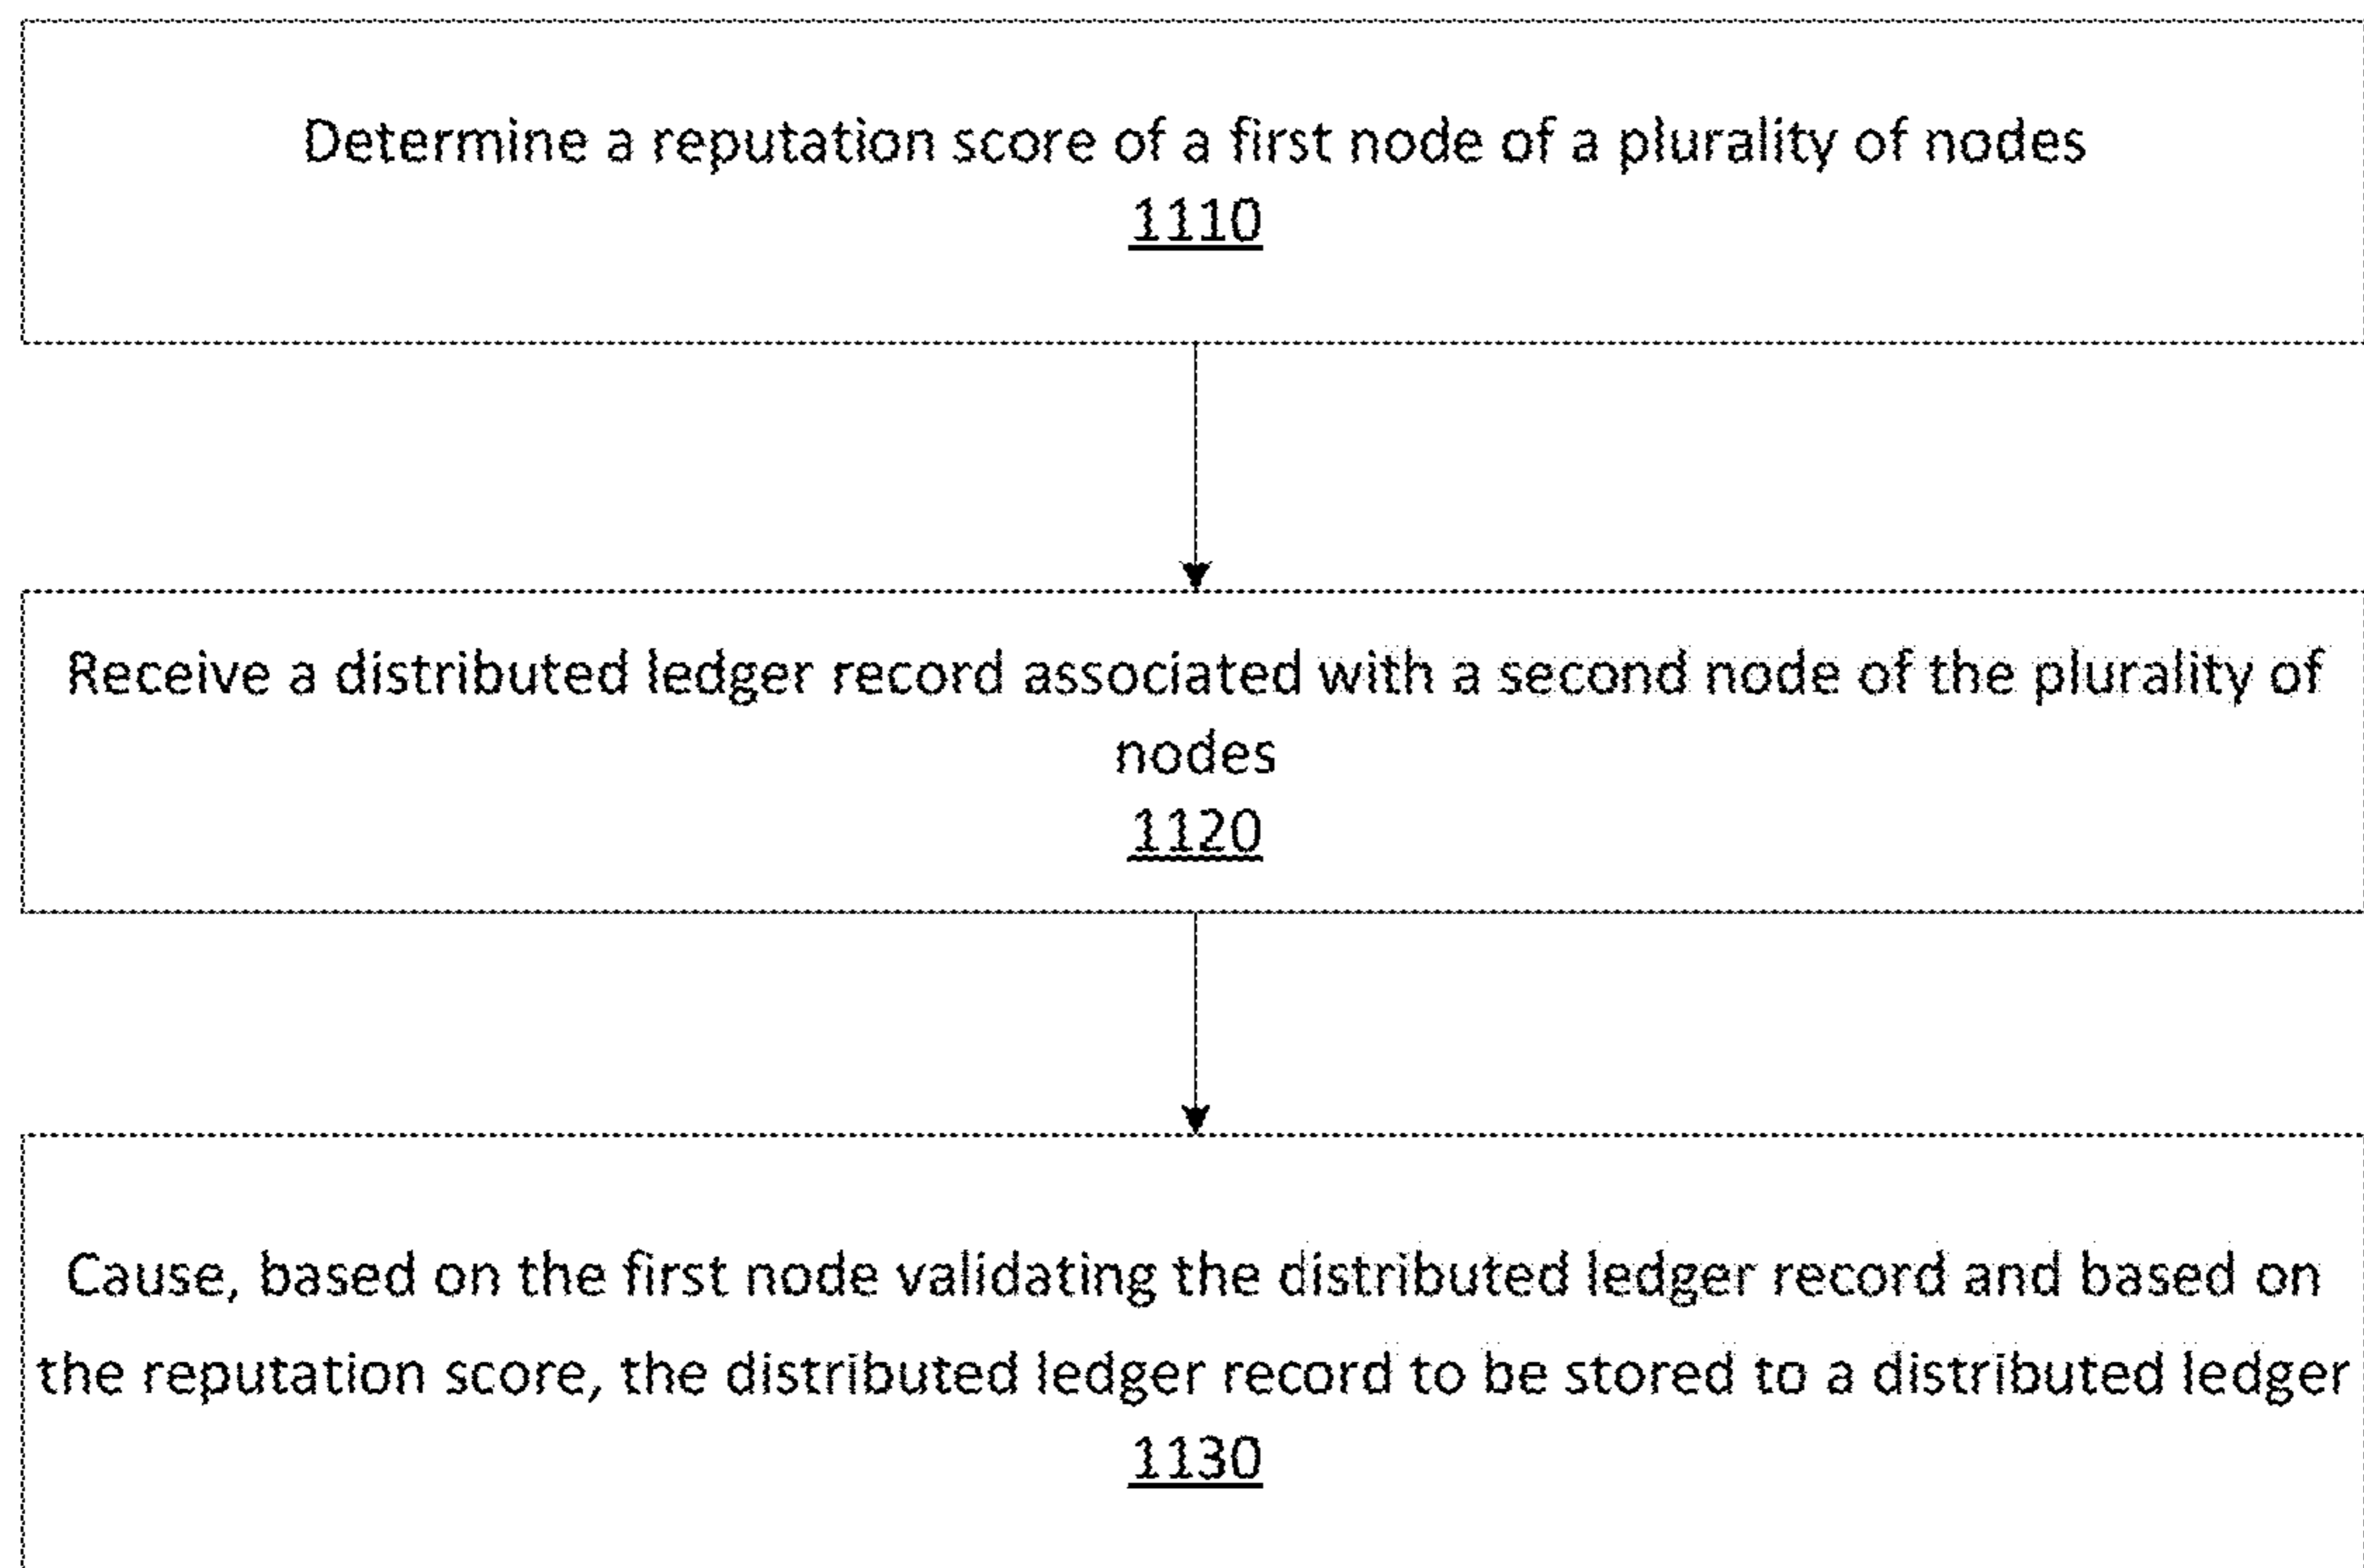 Determine a reputation score of a first node of a plurality of nodes
1110
Receive a distributed ledger record associated with a second node of the plurality of
nodes
1120
Cause, based on the first node validating the distributed ledger record and based on
the reputation score, the distributed ledger record to be stored to a distributed ledger
1130